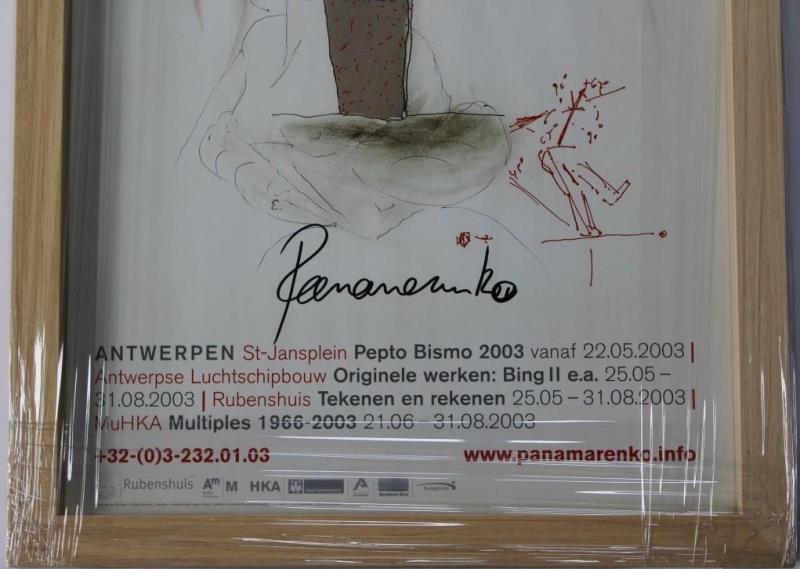 Panamarenko
ANTWERPEN St-Jansplein Pepto Bismo 2003 vanaf 22.05.2003 |
Antwerpse Luchtschipbouw Originele werken: Bing II e.a. 25.05 –
31.08.2003 | Rubenshuis Tekenen en rekenen 25.05 – 31.08.2003 |
MuHKA Multiples 1966-2003 21.06 – 31.08.2003
+32-(0)3-232.01.03 www.panamarenko.info
Rubenshuis Am M HKA